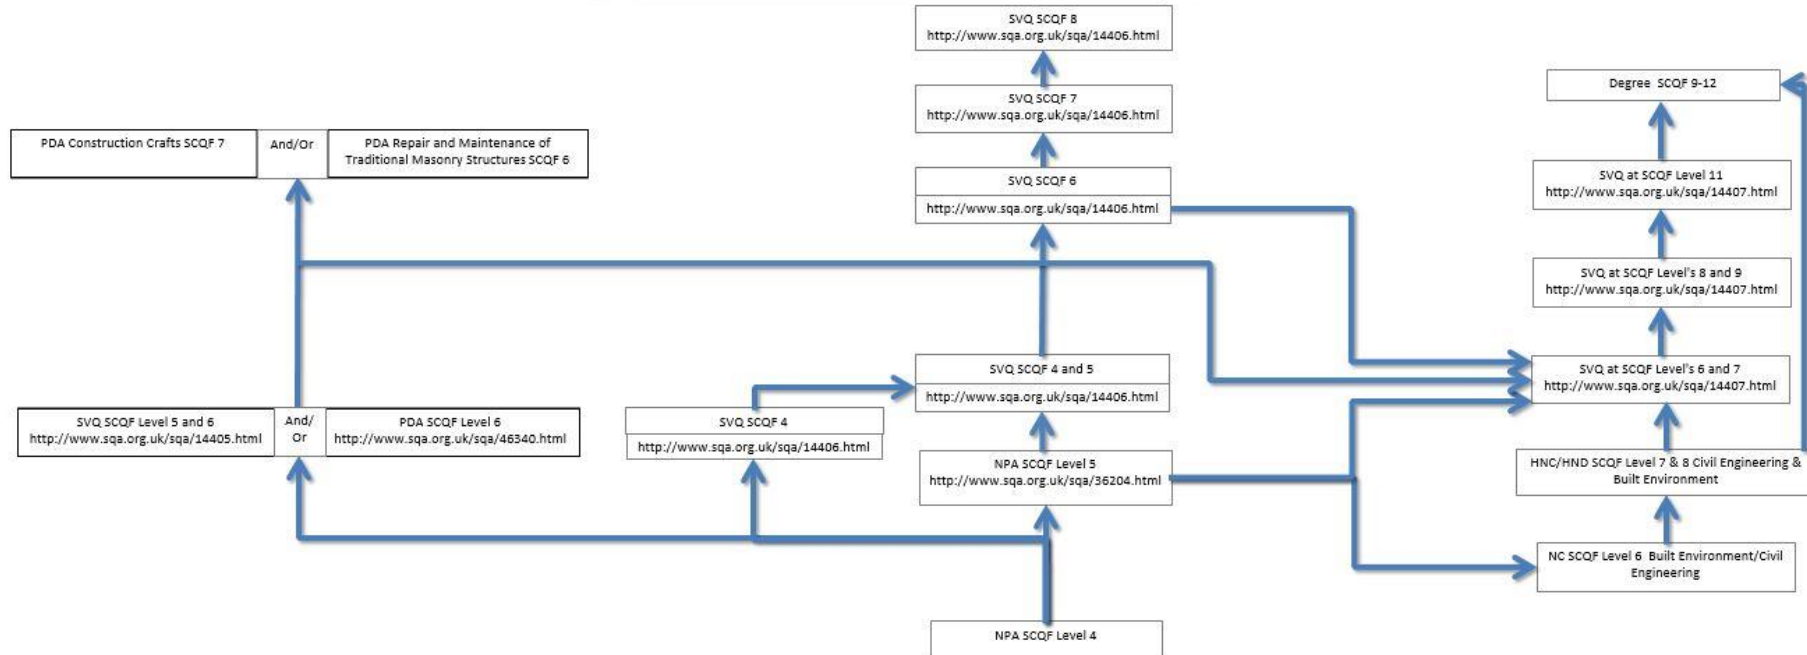 SVQ SCQF 8
http://www.sqa.org.uk/sqa/14406.html
SVQ SCQF 7
http://www.sqa.org.uk/sqa/14406.html
Degree SCQF 9-12
PDA Construction Crafts SCQF 7
And/Or
PDA Repair and Maintenance of
Traditional Masonry Structures SCQF 6
SVQ SCQF 6
http://www.sqa.org.uk/sqa/14406.html
SVQ at SCQF Level 11
http://www.sqa.org.uk/sqa/14407.html
SVQ at SCQF Level's 8 and 9
http://www.sqa.org.uk/sqa/14407.html
SVQ SCQF 4 and 5
http://www.sqa.org.uk/sqa/14406.html
SVQ at SCQF Level's 6 and 7
http://www.sqa.org.uk/sqa/14407.html
SVQ SCQF Level 5 and 6
http://www.sqa.org.uk/sqa/14405.html
And/
Or
PDA SCQF Level 6
http://www.sqa.org.uk/sqa/46340.html
SVQ SCQF 4
http://www.sqa.org.uk/sqa/14406.html
NPA SCQF Level 5
http://www.sqa.org.uk/sqa/36204.html
HNC/HND SCQF Level 7 & 8 Civil Engineering &
Built Environment
NC SCQF Level 6 Built Environment/Civil
Engineering
NPA SCQF Level 4